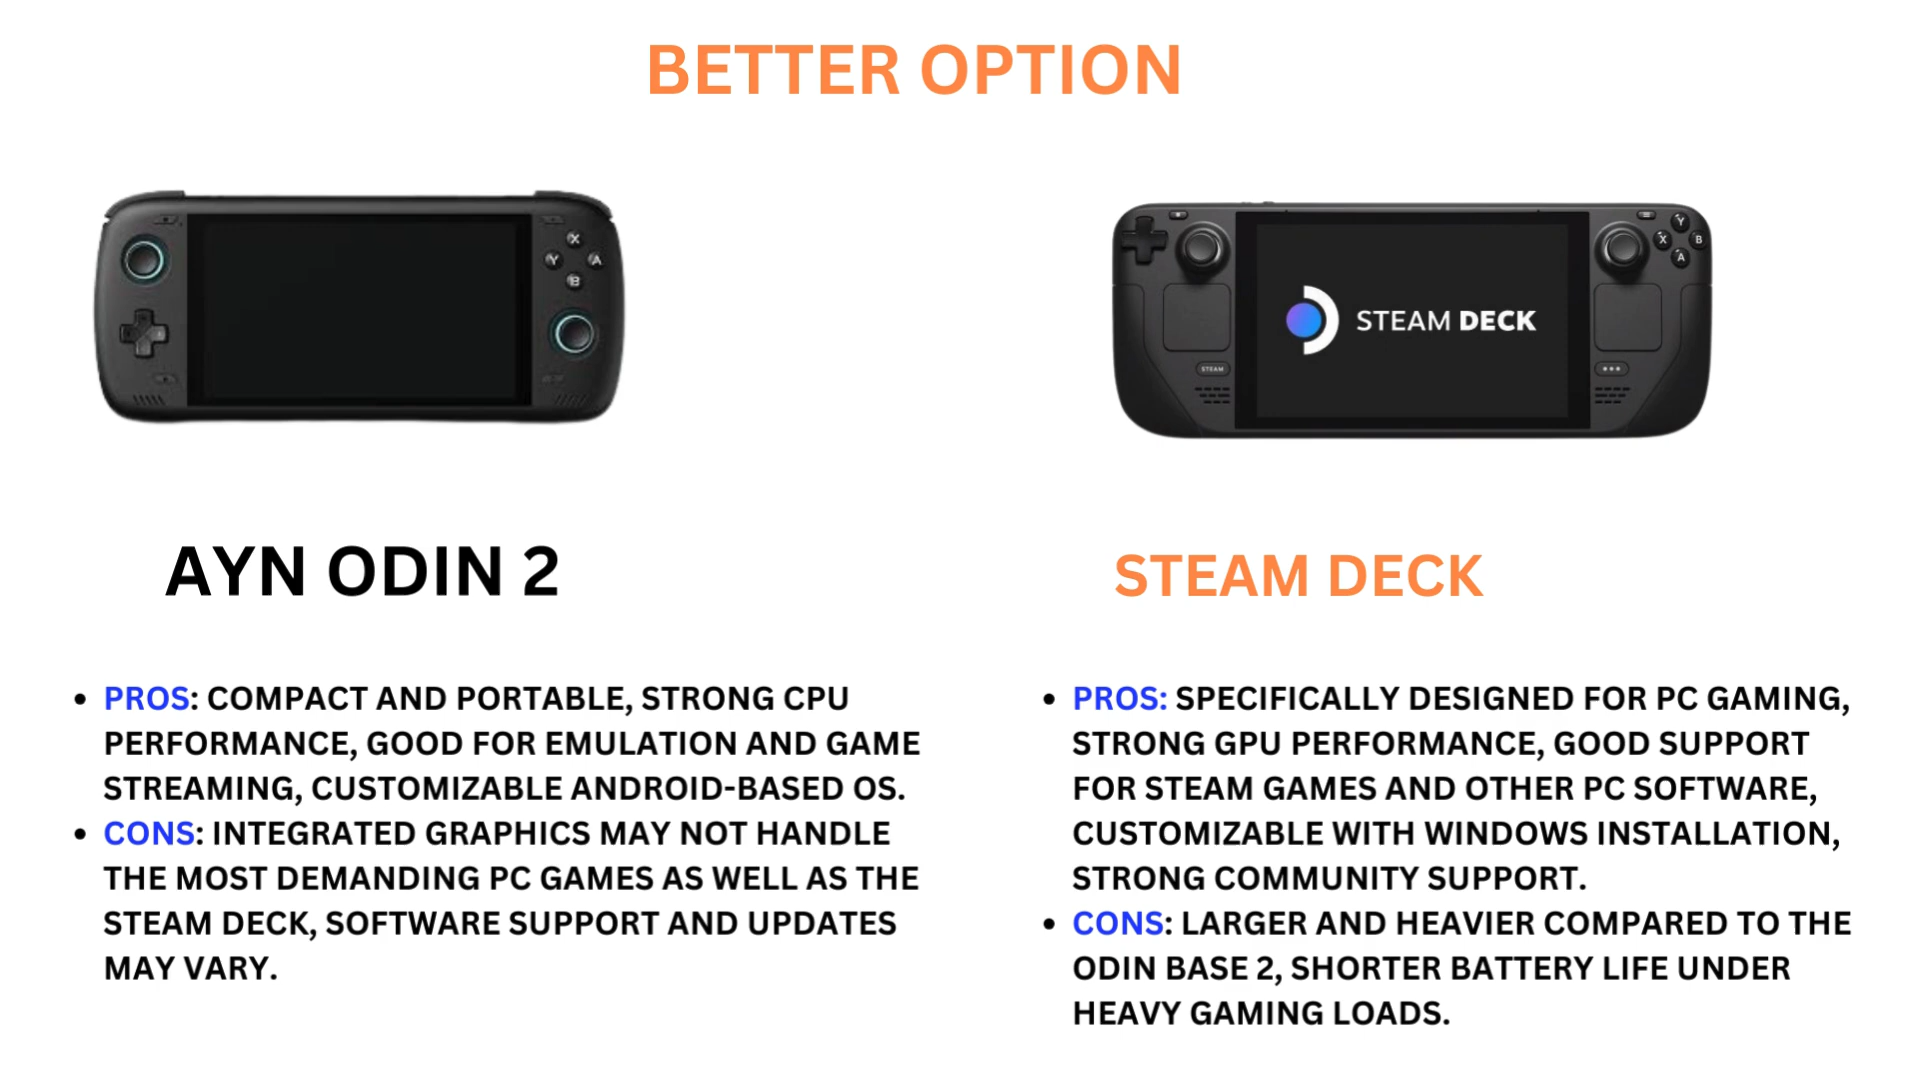 BETTER OPTION
X
Y A
B
Y
X B
A
STEAM DECK
STEAM
AYN ODIN 2
STEAM DECK
• PROS: COMPACT AND PORTABLE, STRONG CPU
PERFORMANCE, GOOD FOR EMULATION AND GAME
STREAMING, CUSTOMIZABLE ANDROID-BASED OS.
• CONS: INTEGRATED GRAPHICS MAY NOT HANDLE
THE MOST DEMANDING PC GAMES AS WELL AS THE
STEAM DECK, SOFTWARE SUPPORT AND UPDATES
MAY VARY.
• PROS: SPECIFICALLY DESIGNED FOR PC GAMING,
STRONG GPU PERFORMANCE, GOOD SUPPORT
FOR STEAM GAMES AND OTHER PC SOFTWARE,
CUSTOMIZABLE WITH WINDOWS INSTALLATION,
STRONG COMMUNITY SUPPORT.
• CONS: LARGER AND HEAVIER COMPARED TO THE
ODIN BASE 2, SHORTER BATTERY LIFE UNDER
HEAVY GAMING LOADS.